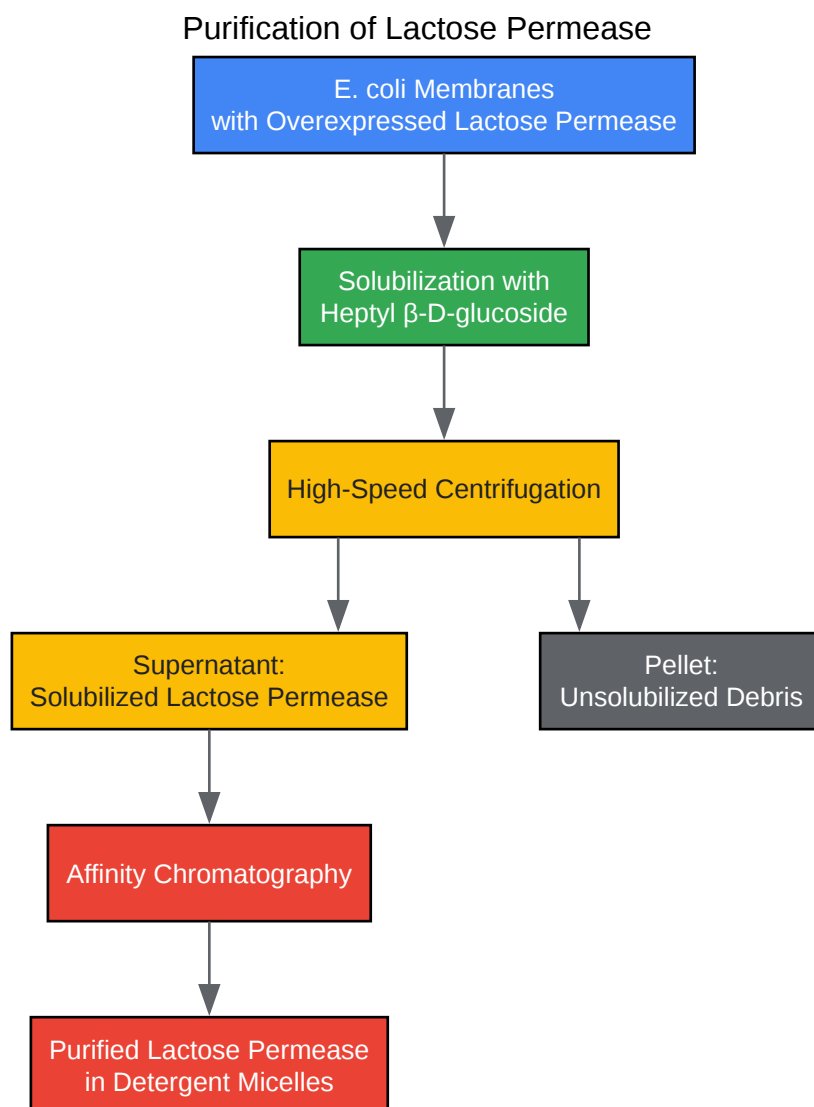 Purification of Lactose Permease
E. coli Membranes
with Overexpressed Lactose Permease
Solubilization with
Heptyl β-D-glucoside
High-Speed Centrifugation
Supernatant:
Solubilized Lactose Permease
Pellet:
Unsolubilized Debris
Affinity Chromatography
Purified Lactose Permease
in Detergent Micelles